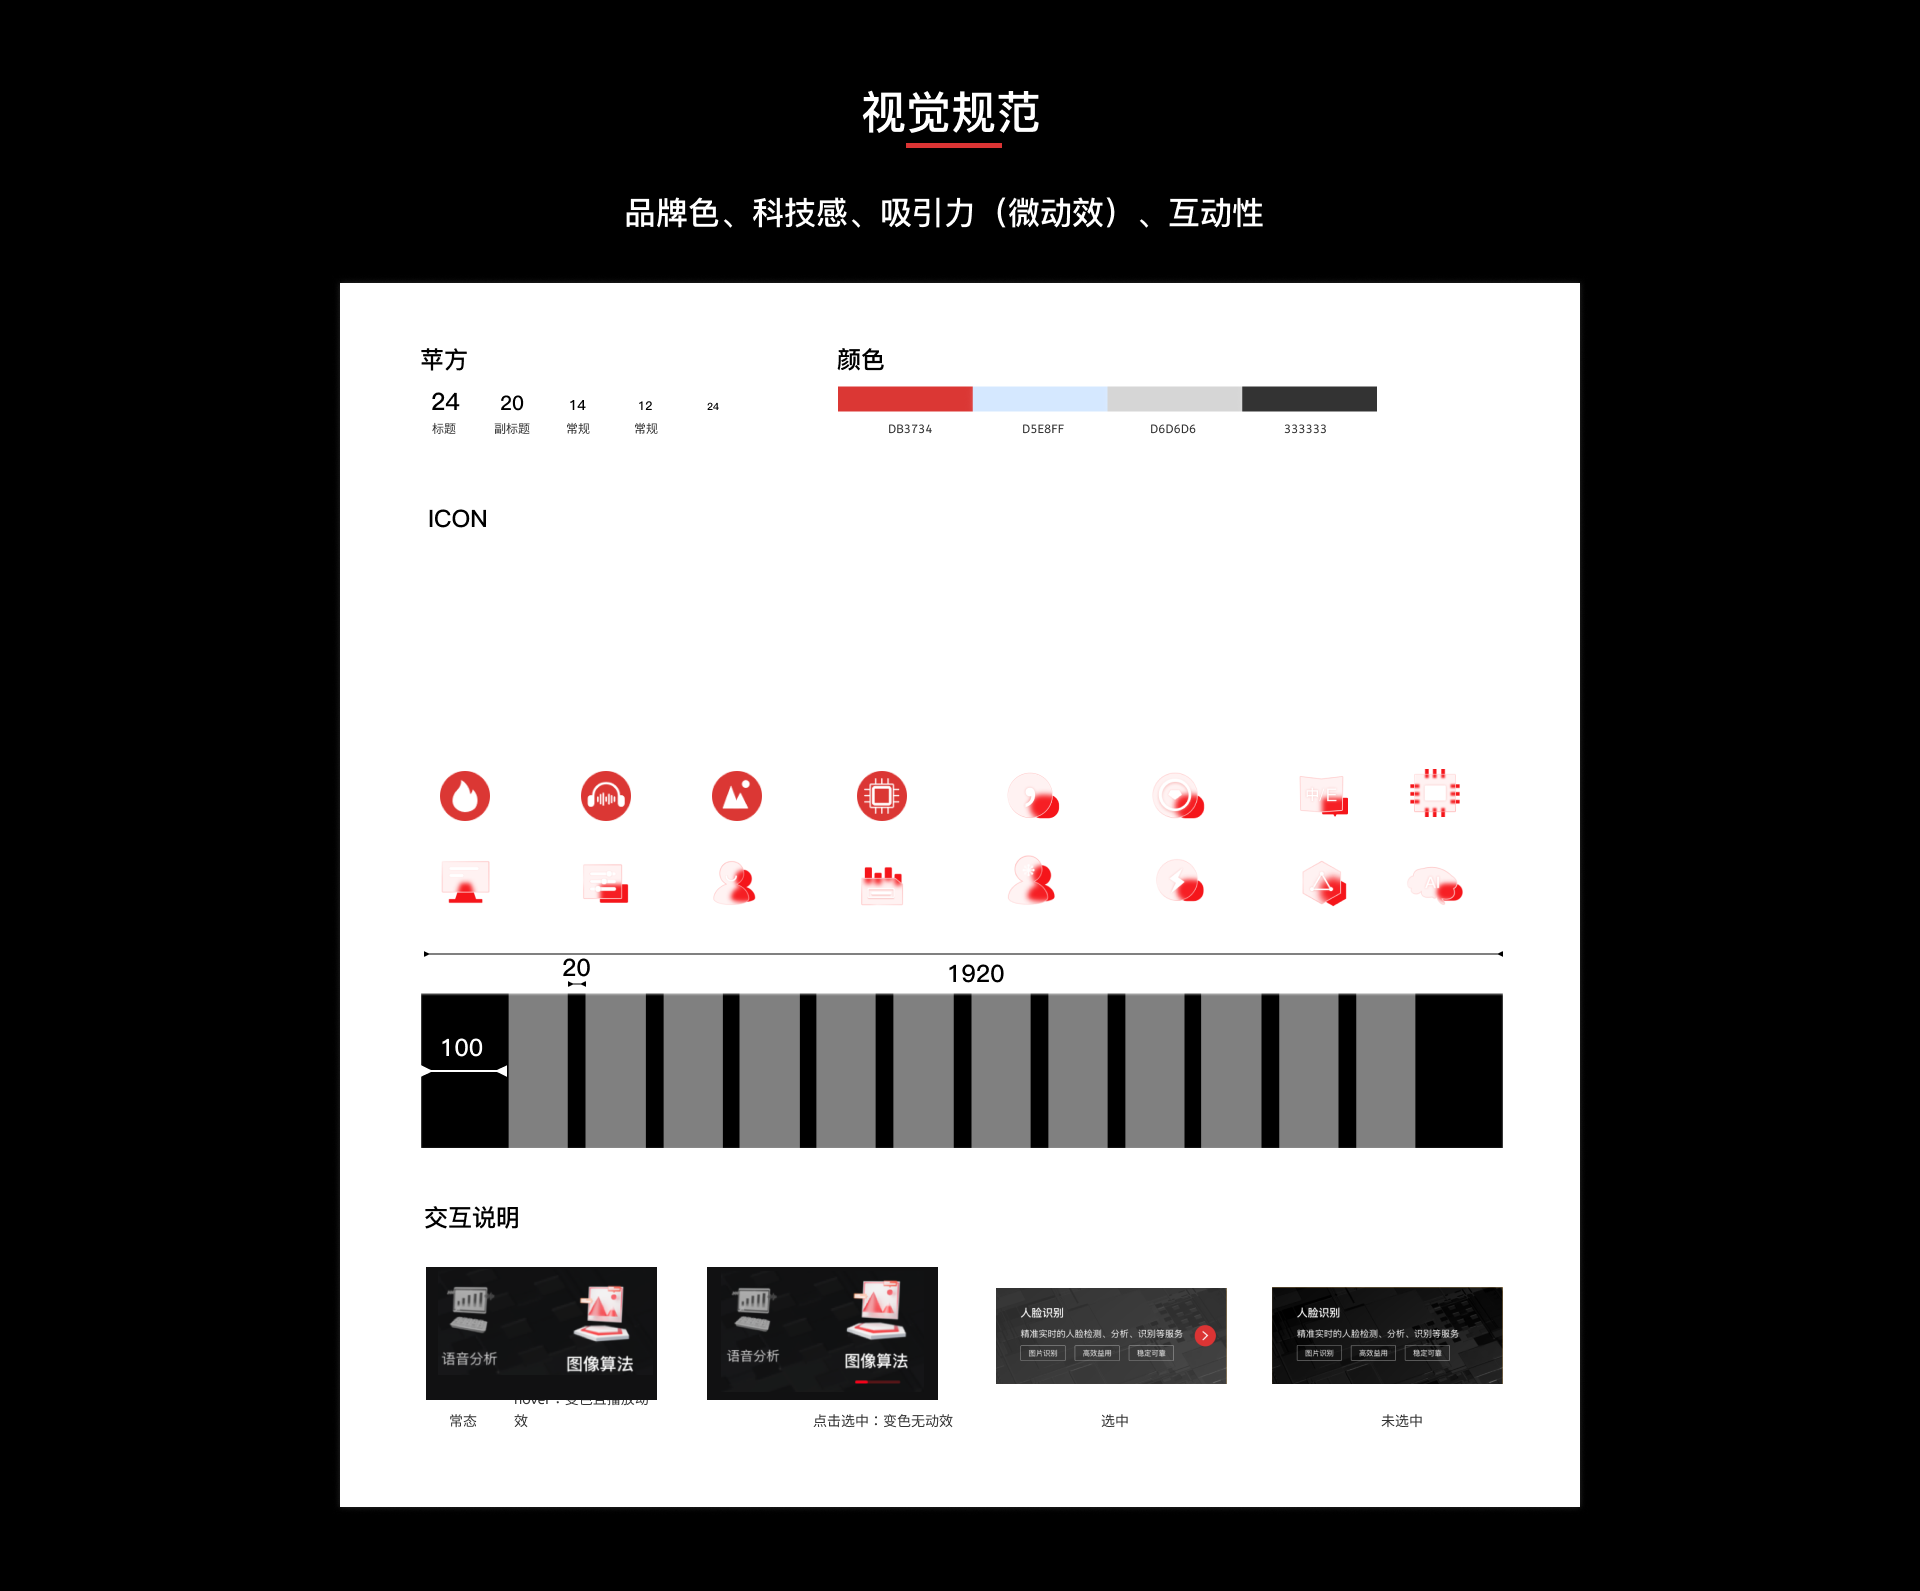 视觉规范
品牌色、科技感、吸引力（微动效）、互动性
苹方
颜色
24 20 14 12 24
标题 副标题 常规 常规
DB3734 D5E8FF D6D6D6 333333
ICON
20
1920
100
交互说明
语音分析
图像算法
语音分析
图像算法
人脸识别
精准实时的人脸检测、分析、识别等服务
图片识别 高效益用 稳定可靠
人脸识别
精准实时的人脸检测、分析、识别等服务
图片识别 高效益用 稳定可靠
常态
hover：变色且播放动
效
点击选中：变色无动效
选中
未选中